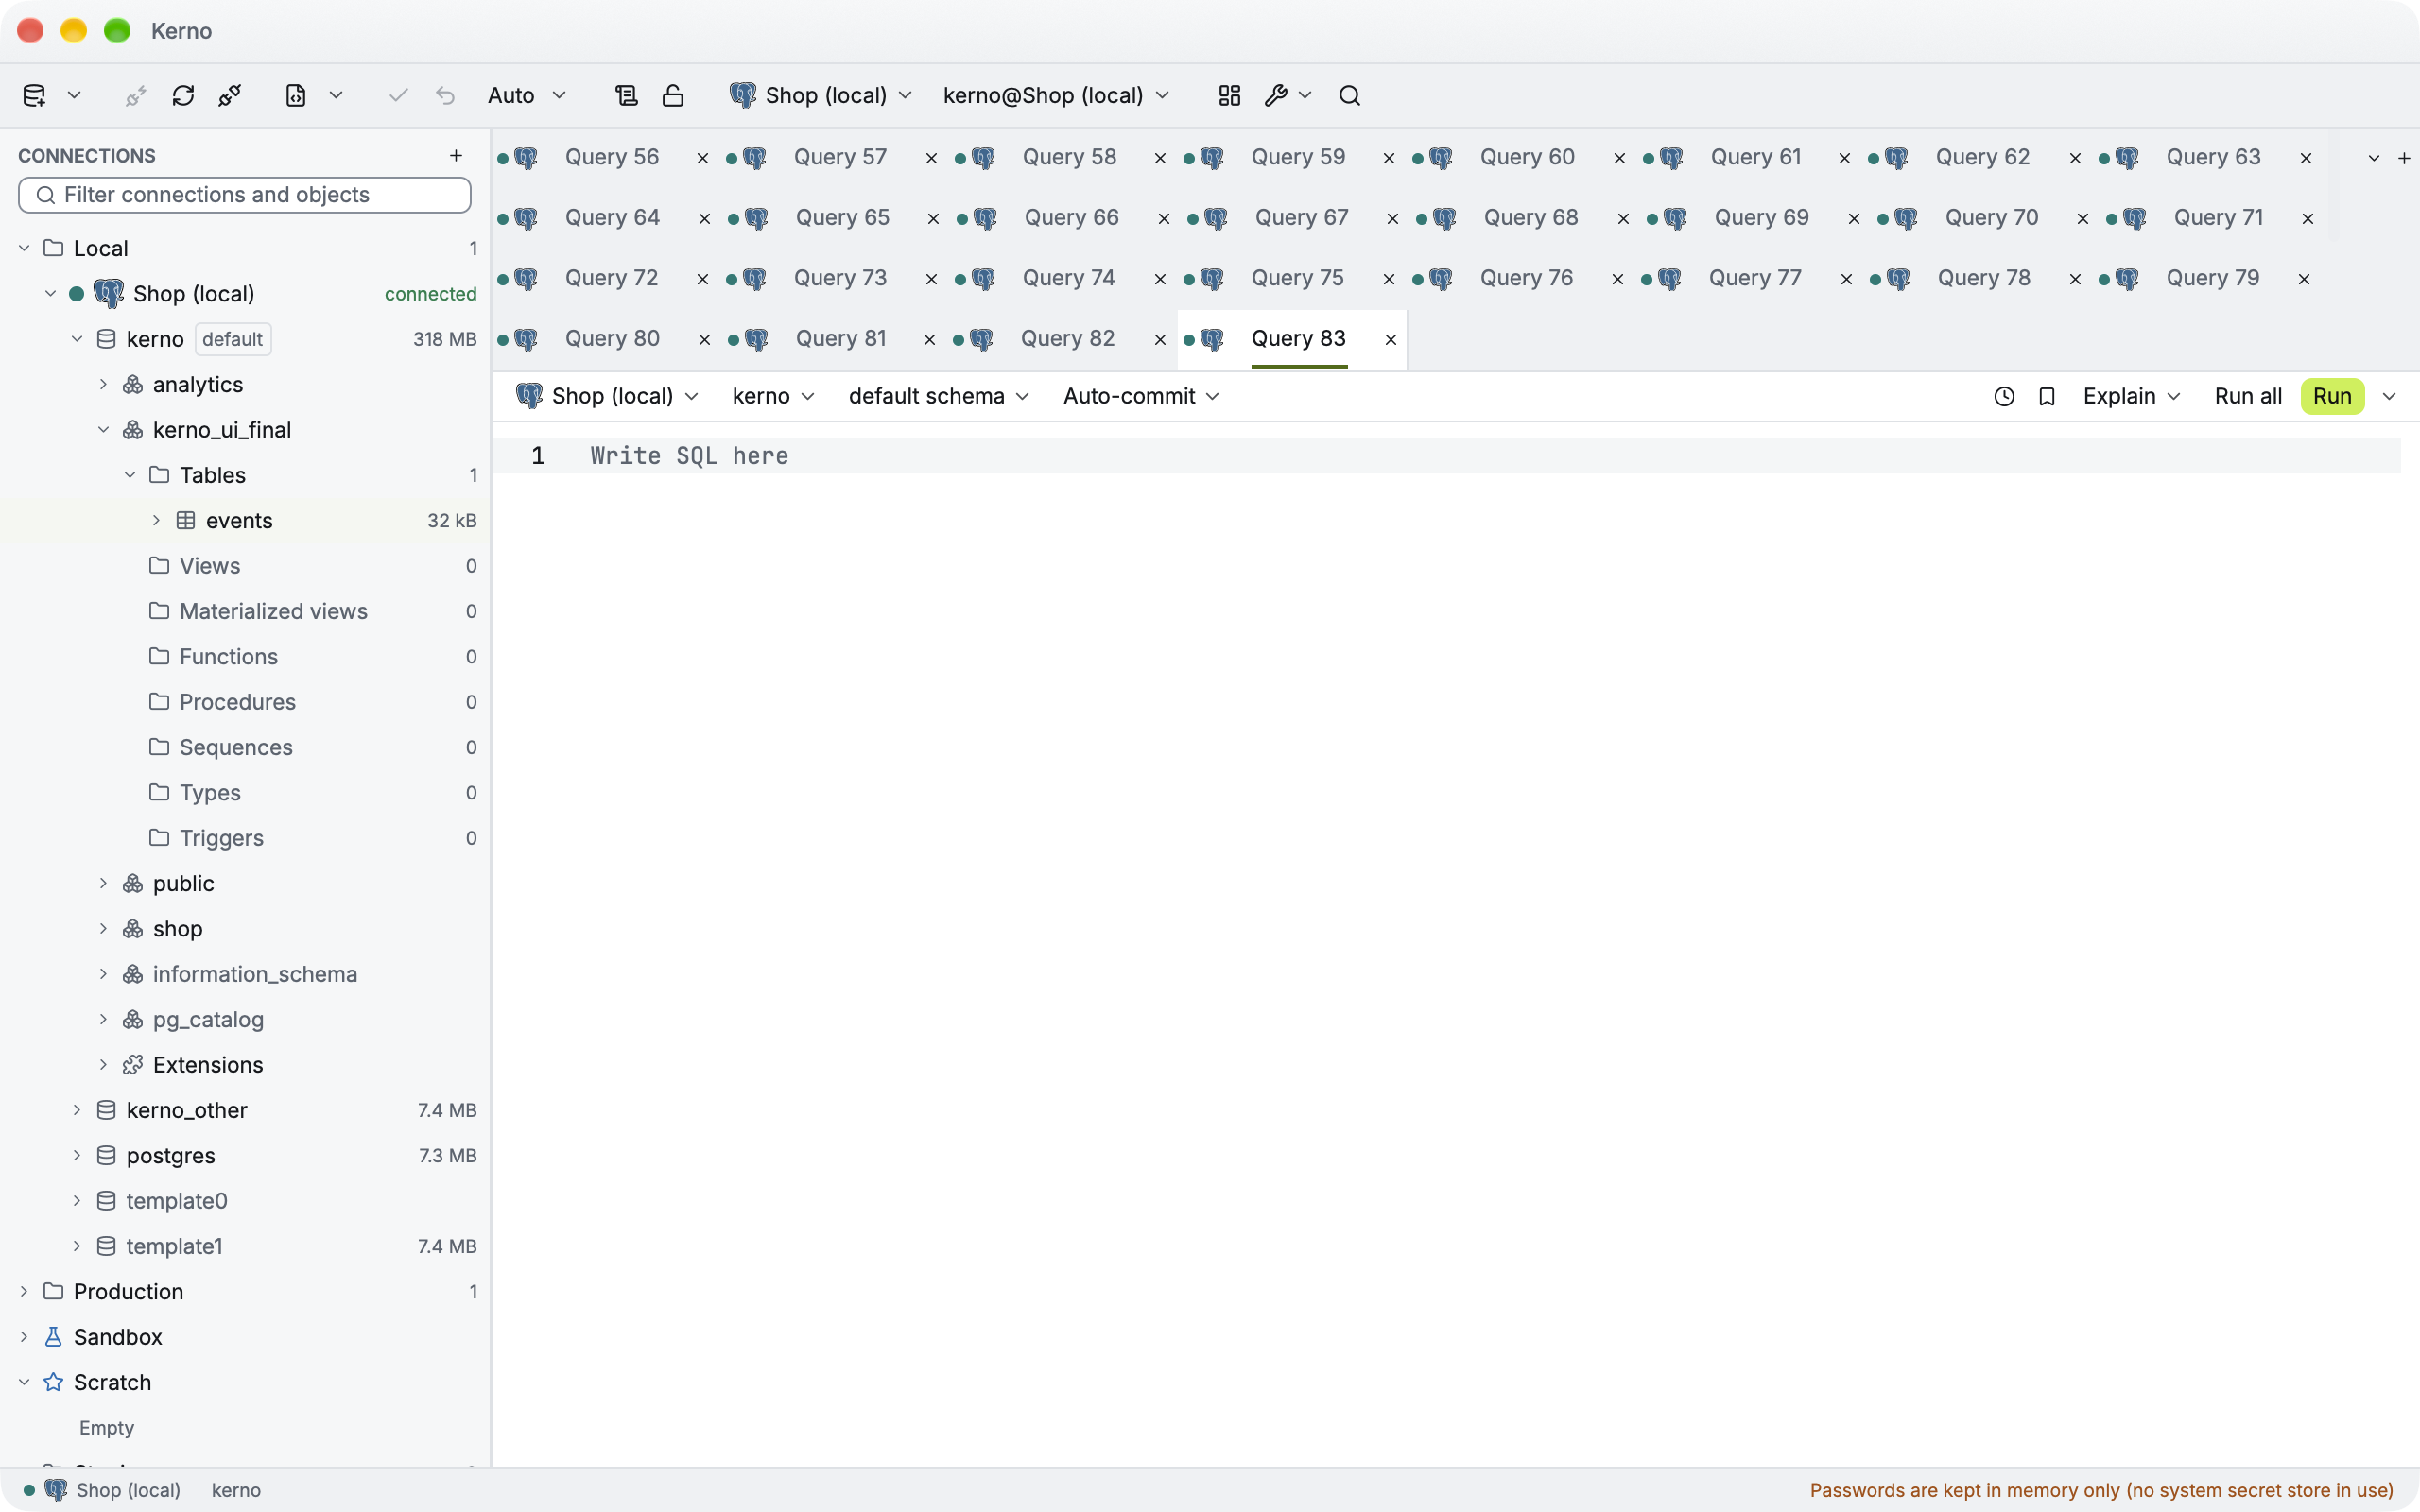 Kerno
Auto Shop (local) kerno@Shop (local)
CONNECTIONS
Filter connections and objects
Local 1
Shop (local) connected
kerno default 318 MB
analytics
kerno_ui_final
Tables 1
events 32 kB
Views 0
Materialized views 0
Functions 0
Procedures 0
Sequences 0
Types 0
Triggers 0
public
shop
information_schema
pg_catalog
Extensions
kerno_other 7.4 MB
postgres 7.3 MB
template0
template1 7.4 MB
Production 1
Sandbox
Scratch
Empty
Query 56 Query 57 Query 58 Query 59 Query 60 Query 61 Query 62 Query 63
Query 64 Query 65 Query 66 Query 67 Query 68 Query 69 Query 70 Query 71
Query 72 Query 73 Query 74 Query 75 Query 76 Query 77 Query 78 Query 79
Query 80 Query 81 Query 82 Query 83
Shop (local) kerno default schema Auto-commit Explain Run all Run
1 Write SQL here
Shop (local) kerno Passwords are kept in memory only (no system secret store in use)